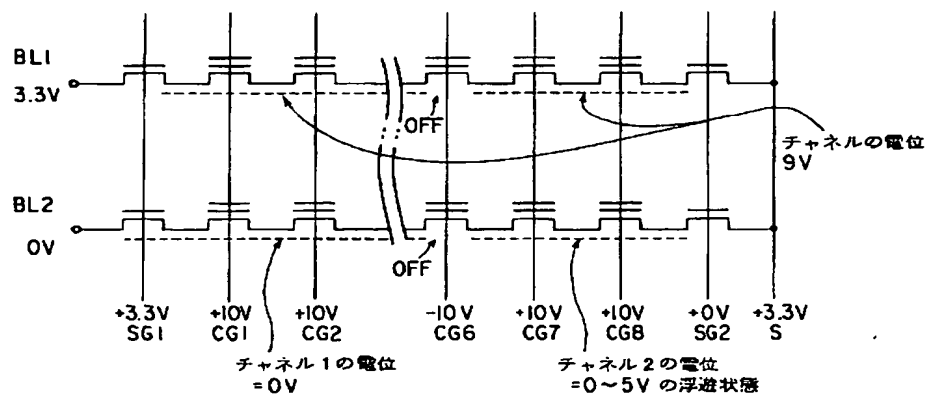 BL1
3.3V
OFF
チャネルの電位
9V
BL2
0V
OFF
+3.3V +10V +10V -10V +10V +10V +0V +3.3V
SG1 CG1 CG2 CG6 CG7 CG8 SG2 S
チャネル1の電位
=0V
チャネル2の電位
=0～5Vの浮遊状態